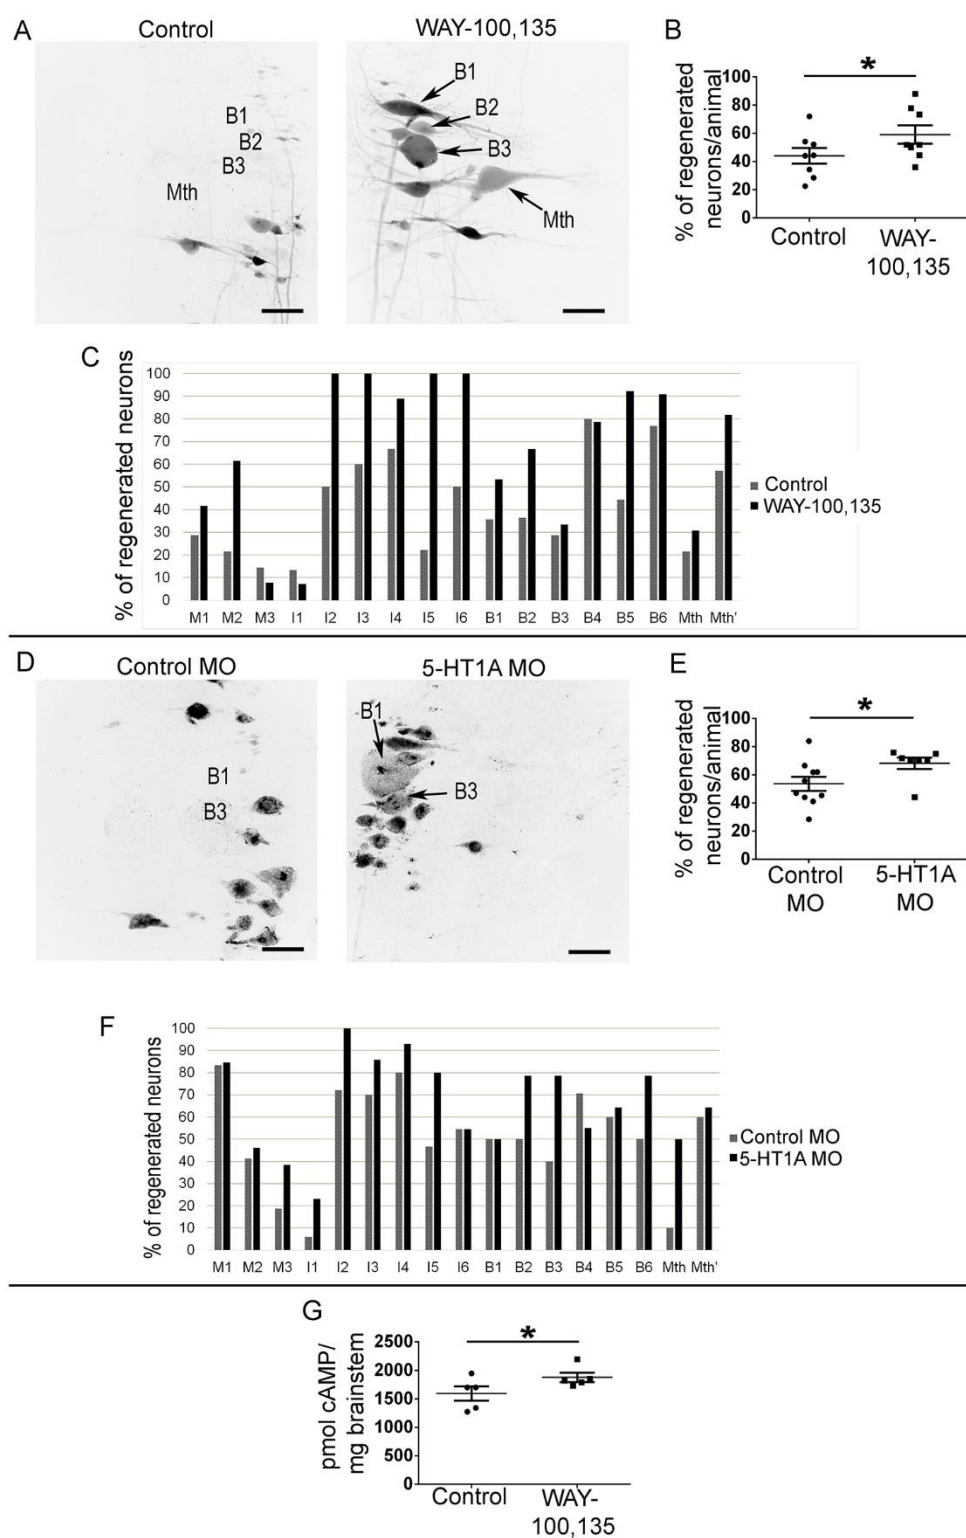 A
Control
WAY-100,135
B1
B2
B3
Mth
B1
B2
B3
Mth
B
% of regenerated
neurons/animal
100
80
60
40
20
0
*
Control
WAY-
100,135
C
% of regenerated neurons
100
90
80
70
60
50
40
30
20
10
0
M1 M2 M3 I1 I2 I3 I4 I5 I6 B1 B2 B3 B4 B5 B6 Mth Mth'
Control
WAY-100,135
D
Control MO
5-HT1A MO
B1
B3
B1
B3
E
% of regenerated
neurons/animal
100
80
60
40
20
0
*
Control
MO
5-HT1A
MO
F
% of regenerated neurons
100
90
80
70
60
50
40
30
20
10
0
M1 M2 M3 I1 I2 I3 I4 I5 I6 B1 B2 B3 B4 B5 B6 Mth Mth'
Control MO
5-HT1A MO
G
pmol cAMP/
mg brainstem
2500
2000
1500
1000
500
0
*
Control
WAY-
100,135